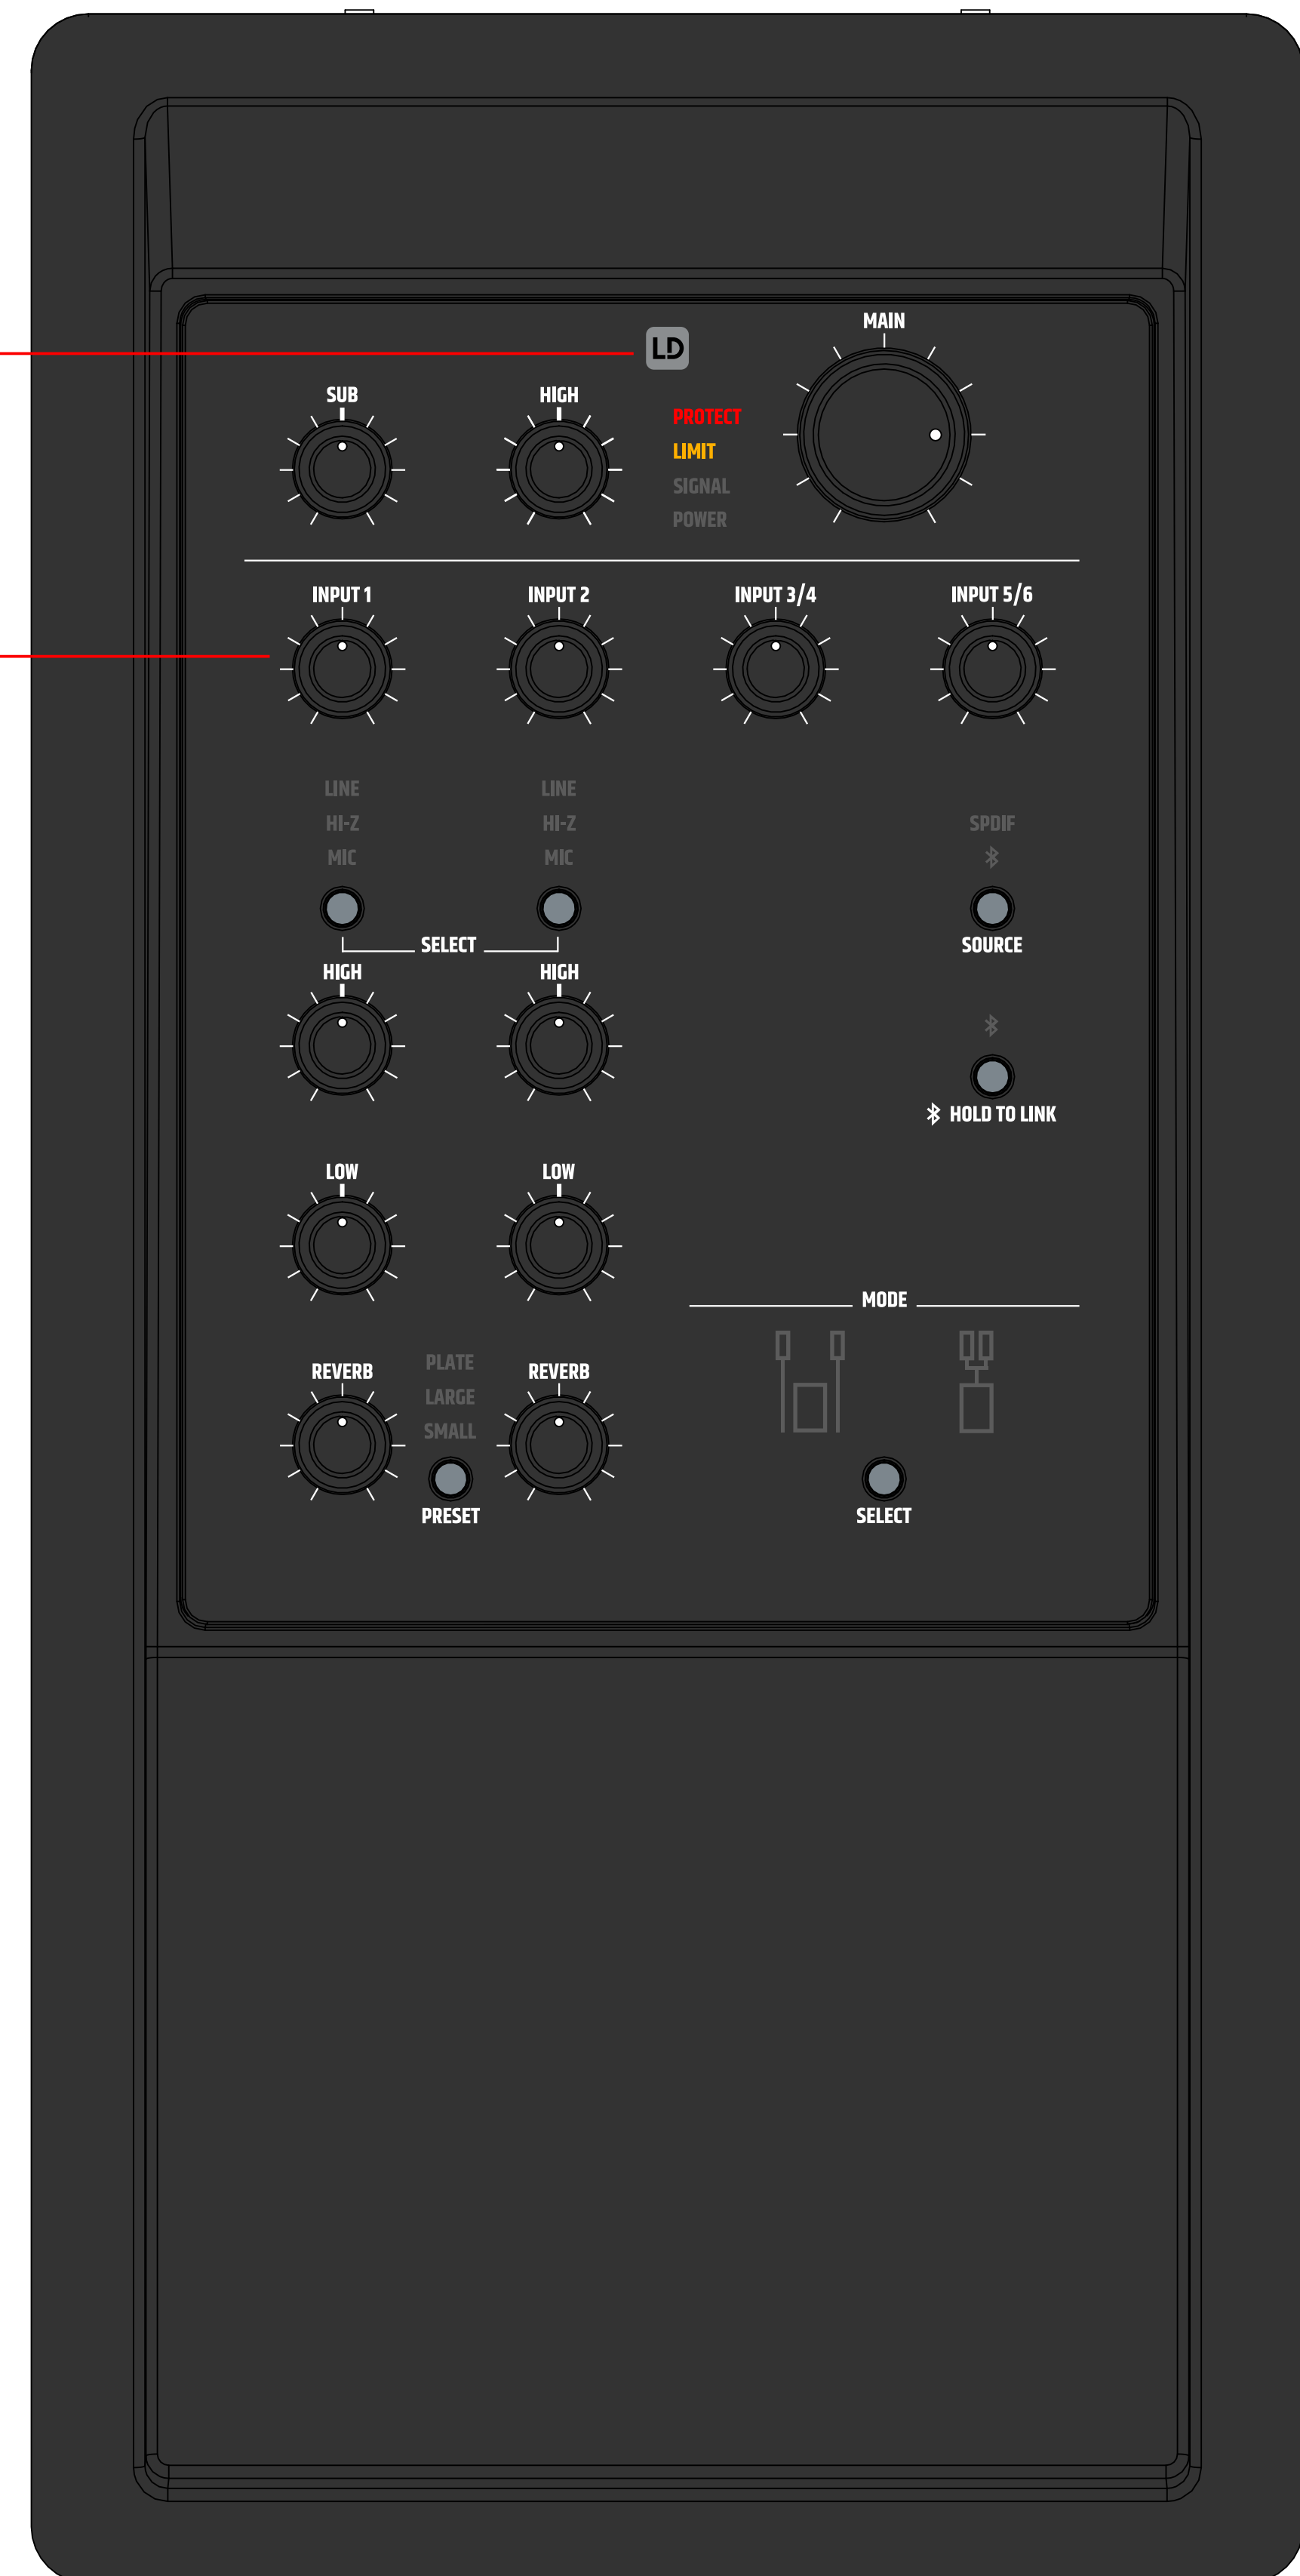 LD
MAIN
SUB
HIGH
PROTECT
LIMIT
SIGNAL
POWER
INPUT 1
INPUT 2
INPUT 3/4
INPUT 5/6
LINE
LINE
HI-Z
HI-Z
SPDIF
MIC
MIC
SELECT
SOURCE
HIGH
HIGH
HOLD TO LINK
LOW
LOW
MODE
REVERB
PLATE
LARGE
SMALL
REVERB
PRESET
SELECT